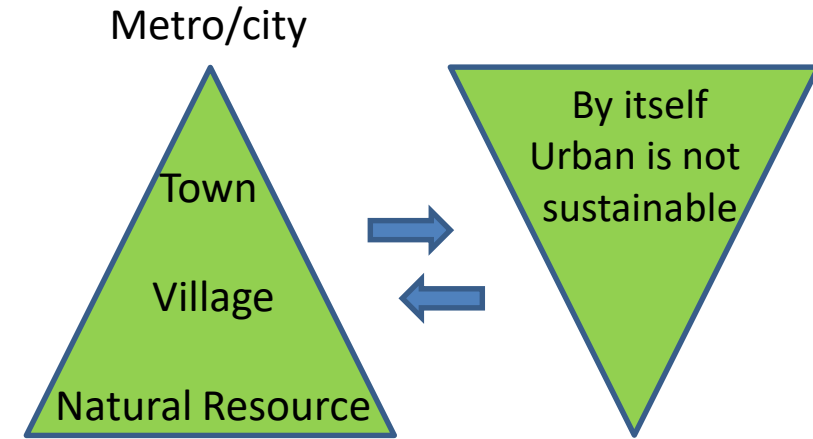 Metro/city
Town
Village
Natural Resource
By itself
Urban is not
sustainable